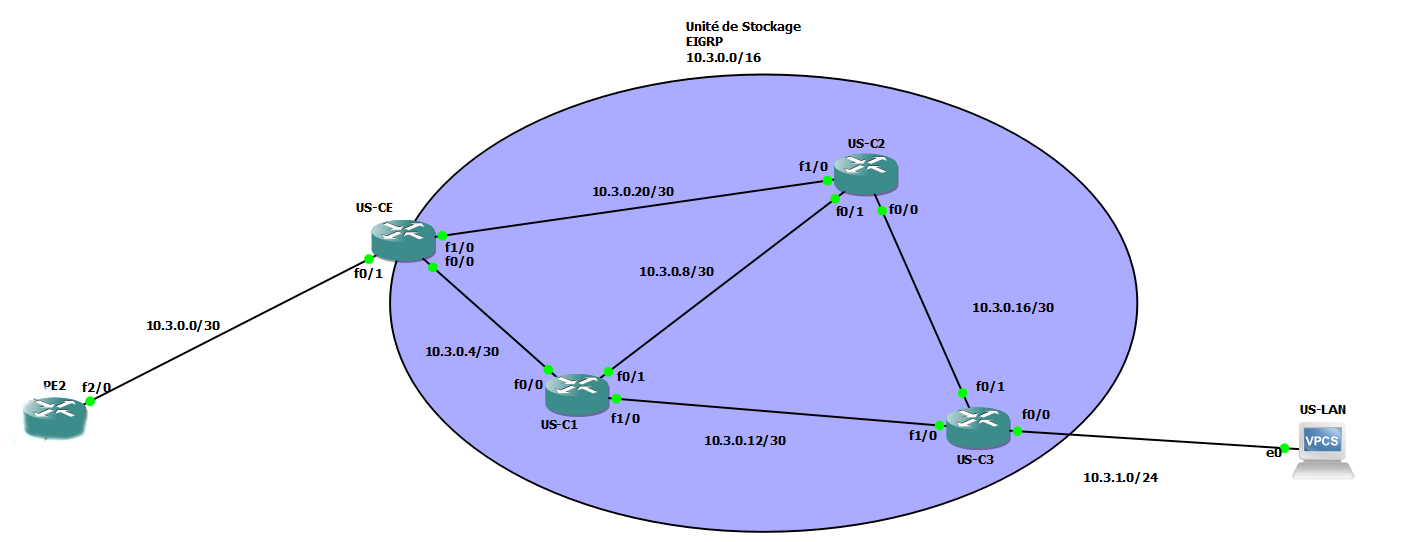 Unité de Stockage
EIGRP
10.3.0.0/16
US-C2
f1/0
10.3.0.20/30
f0/1
f0/0
US-CE
f1/0
f0/0
f0/1
10.3.0.8/30
10.3.0.16/30
10.3.0.0/30
10.3.0.4/30
PE2
f2/0
f0/0
f0/1
f1/0
US-C1
10.3.0.12/30
f0/1
f0/0
f1/0
US-C3
US-LAN
VPCS
e0
10.3.1.0/24